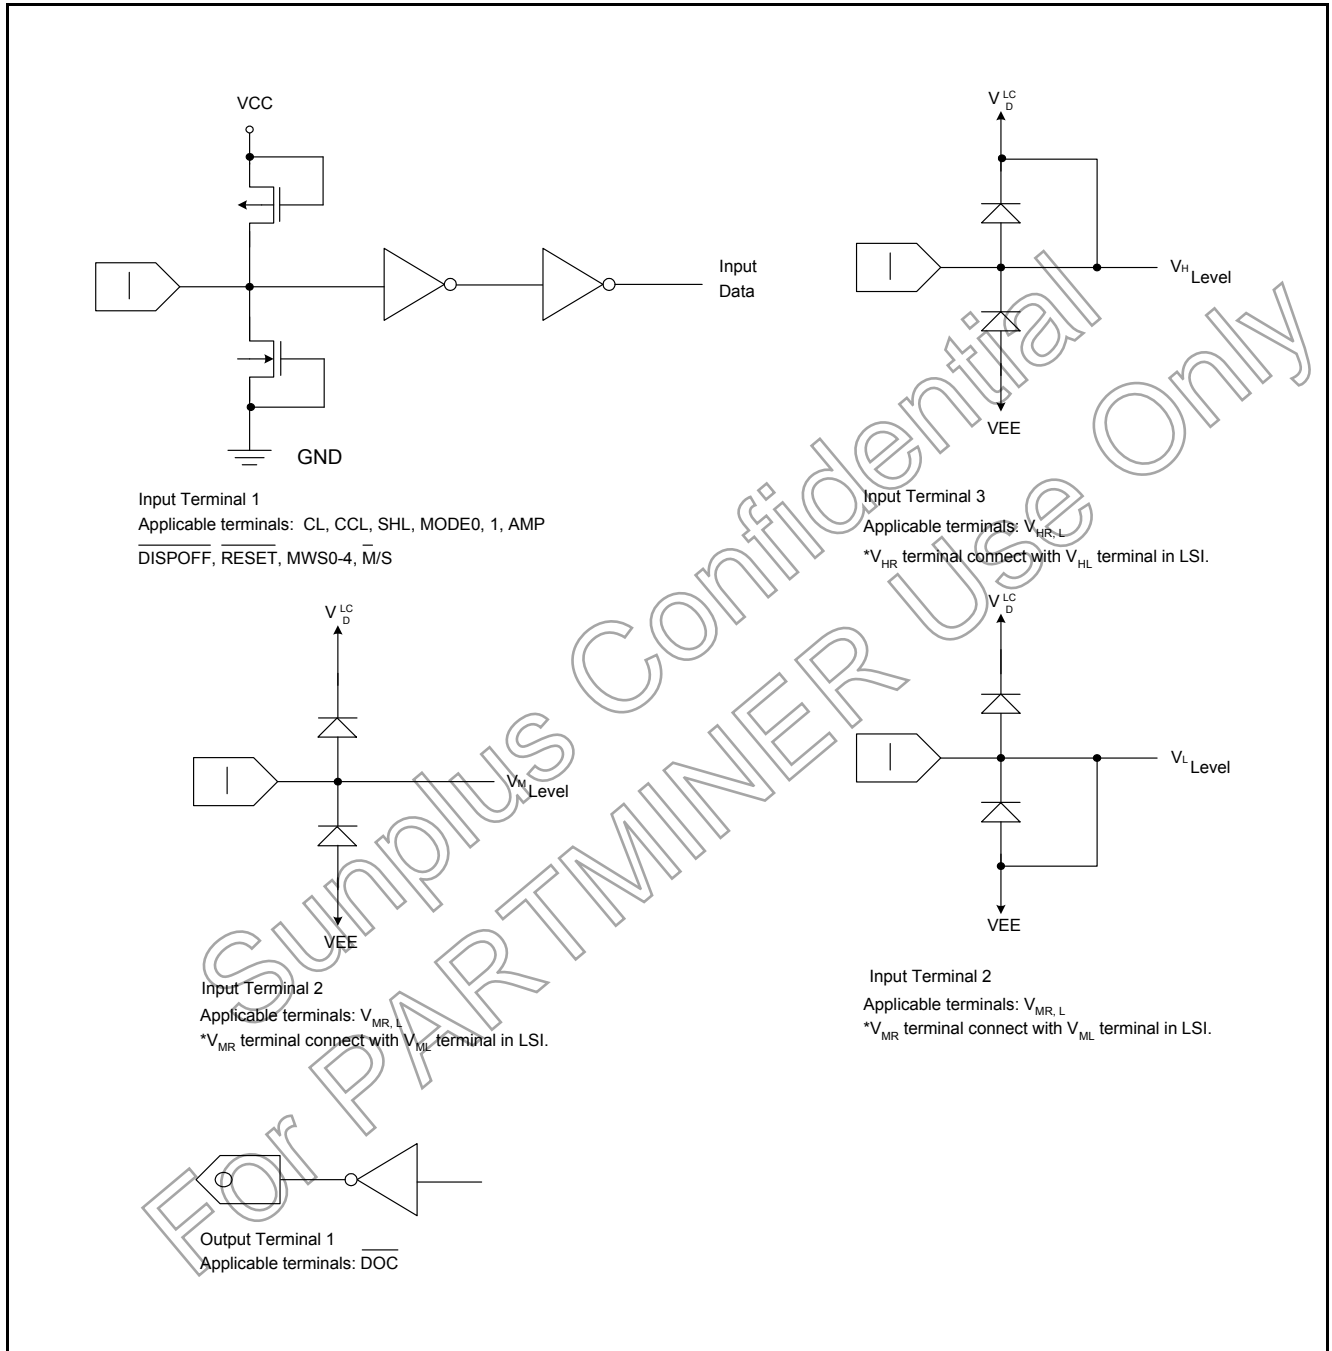 VCC
Input
Data
GND
Input Terminal 1
Applicable terminals: CL, CCL, SHL, MODE0, 1, AMP
DISPOFF, RESET, MWS0-4, M/S
V LC D
VH Level
VEE
Input Terminal 3
Applicable terminals: VHR, L
*VHR terminal connect with VHL terminal in LSI.
V LC D
VM Level
VEE
Input Terminal 2
Applicable terminals: VMR, L
*VMR terminal connect with VML terminal in LSI.
V LC D
VL Level
VEE
Input Terminal 2
Applicable terminals: VMR, L
*VMR terminal connect with VML terminal in LSI.
Output Terminal 1
Applicable terminals: DOC
Sunplus Confidential
For PARTMINER Use Only